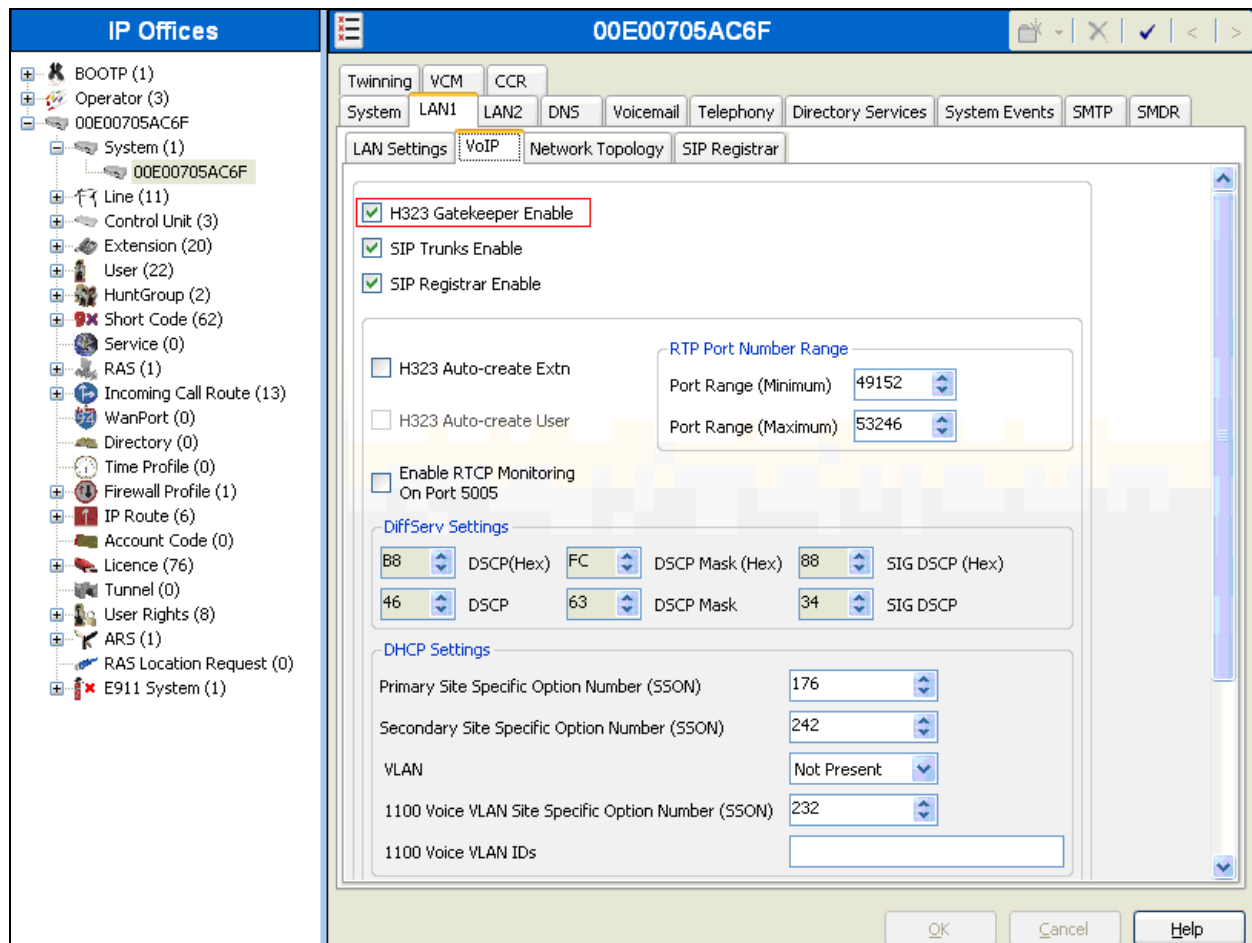 IP Offices
BOOTP (1)
Operator (3)
00E00705AC6F
System (1)
00E00705AC6F
Line (11)
Control Unit (3)
Extension (20)
User (22)
HuntGroup (2)
Short Code (62)
Service (0)
RAS (1)
Incoming Call Route (13)
WanPort (0)
Directory (0)
Time Profile (0)
Firewall Profile (1)
IP Route (6)
Account Code (0)
Licence (76)
Tunnel (0)
User Rights (8)
ARS (1)
RAS Location Request (0)
E911 System (1)
00E00705AC6F
Twinning VCM CCR
System LAN1 LAN2 DNS Voicemail Telephony Directory Services System Events SMTP SMDR
LAN Settings VoIP Network Topology SIP Registrar
H323 Gatekeeper Enable
SIP Trunks Enable
SIP Registrar Enable
H323 Auto-create Extn
H323 Auto-create User
Enable RTCP Monitoring
On Port 5005
RTP Port Number Range
Port Range (Minimum) 49152
Port Range (Maximum) 53246
DiffServ Settings
B8 DSCP(Hex) FC DSCP Mask (Hex) 88 SIG DSCP (Hex)
46 DSCP 63 DSCP Mask 34 SIG DSCP
DHCP Settings
Primary Site Specific Option Number (SSON) 176
Secondary Site Specific Option Number (SSON) 242
VLAN Not Present
1100 Voice VLAN Site Specific Option Number (SSON) 232
1100 Voice VLAN IDs
OK Cancel Help